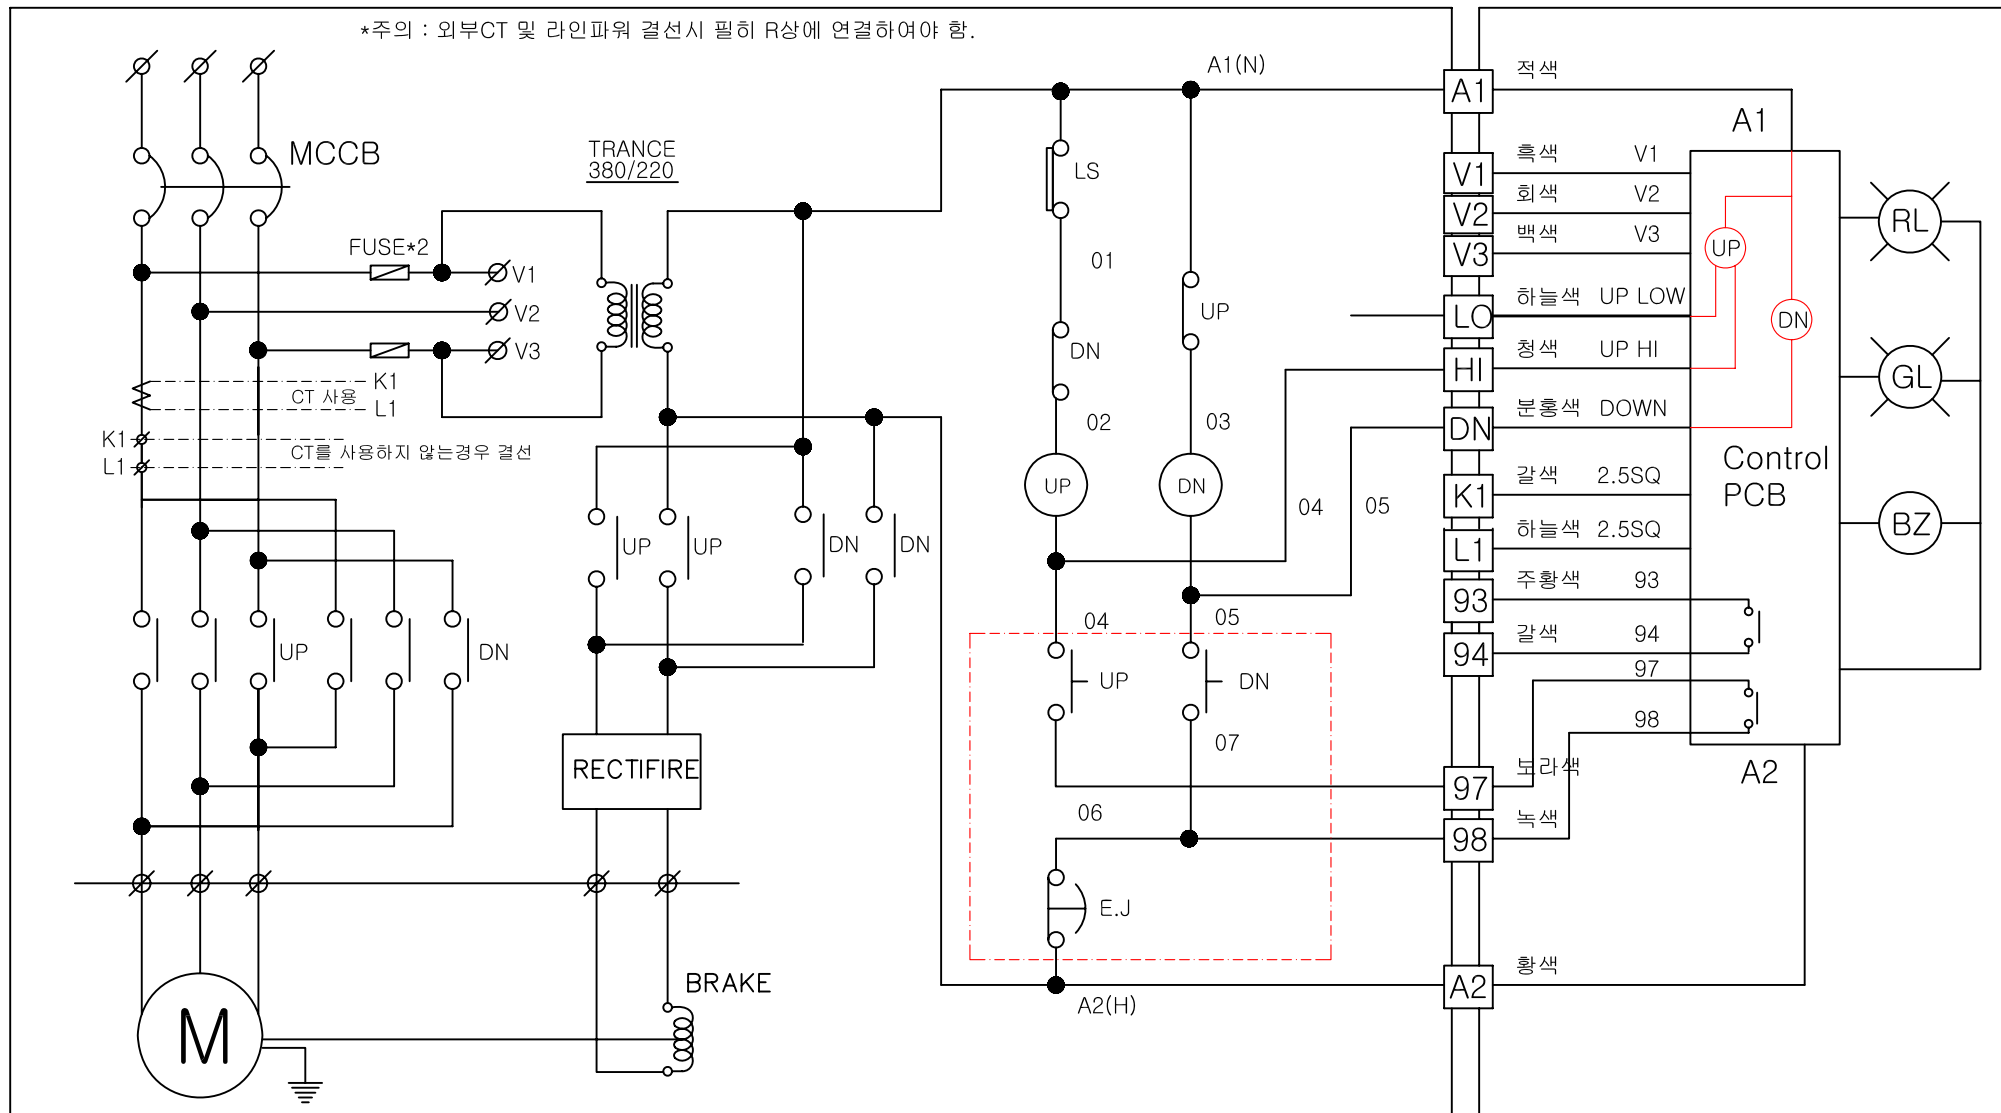 *주의 : 외부CT 및 라인파워 결선시 필히 R상에 연결하여야 함.
MCCB
TRANCE
380/220
FUSE*2
V1
V2
V3
K1
CT 사용
L1
K1
CT를 사용하지 않는경우 결선
L1
UP
DN
UP
UP
DN
DN
RECTIFIRE
BRAKE
M
A1(N)
LS
01
UP
DN
02
03
UP
DN
04
05
04
05
UP
DN
07
06
E.J
A2(H)
A1 적색
A1
V1 흑색 V1
V2 회색 V2
V3 백색 V3
LO 하늘색 UP LOW
HI 청색 UP HI
DN 분홍색 DOWN
K1 갈색 2.5SQ
L1 하늘색 2.5SQ
93 주황색 93
94 갈색 94
97
98
97 보라색
98 녹색
A2 황색
UP
DN
Control
PCB
A2
RL
GL
BZ